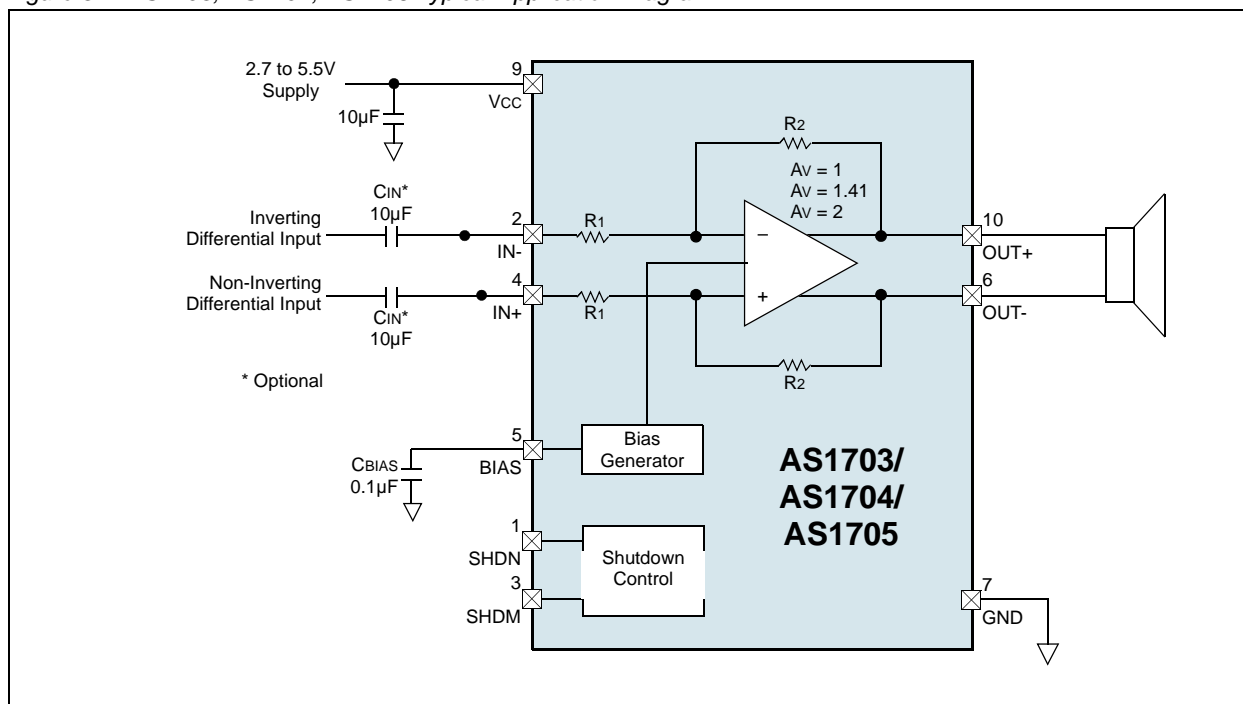 2.7 to 5.5V
Supply
9
VCC
10µF
R2
AV = 1
AV = 1.41
AV = 2
CIN*
10µF
Inverting
Differential Input
2
IN-
R1
−
10
OUT+
Non-Inverting
Differential Input
4
IN+
R1
+
6
OUT-
CIN*
10µF
R2
* Optional
5
BIAS
Bias
Generator
CBIAS
0.1µF
AS1703/
AS1704/
AS1705
1
SHDN
Shutdown
Control
3
SHDM
7
GND